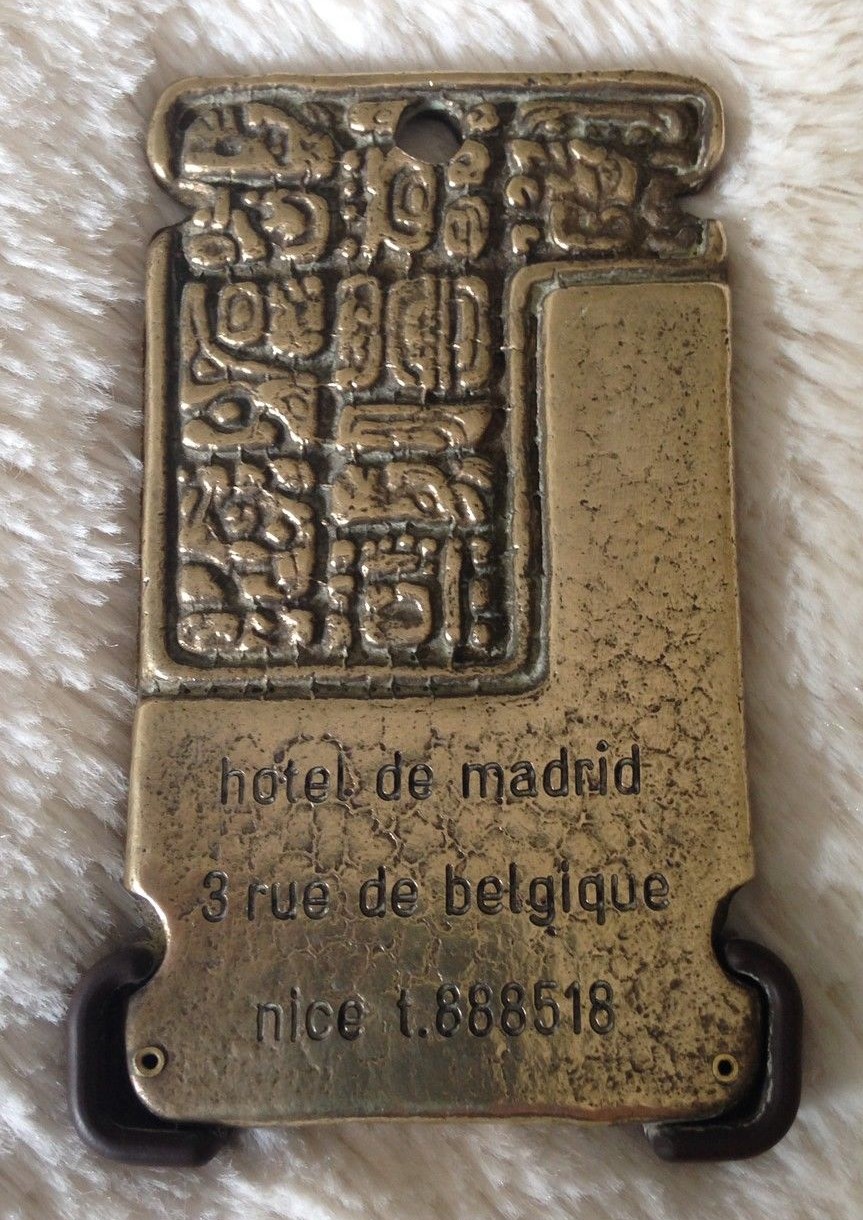 hotel de madrid
3 rue de belgique
nice t.888518